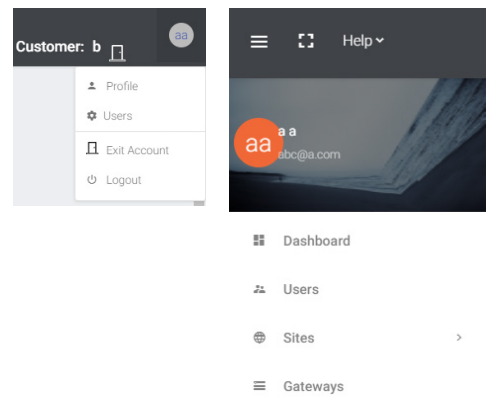 Customer: b
aa
Profile
Users
Exit Account
Logout
Help
aa
a a
abc@a.com
Dashboard
Users
Sites
Gateways